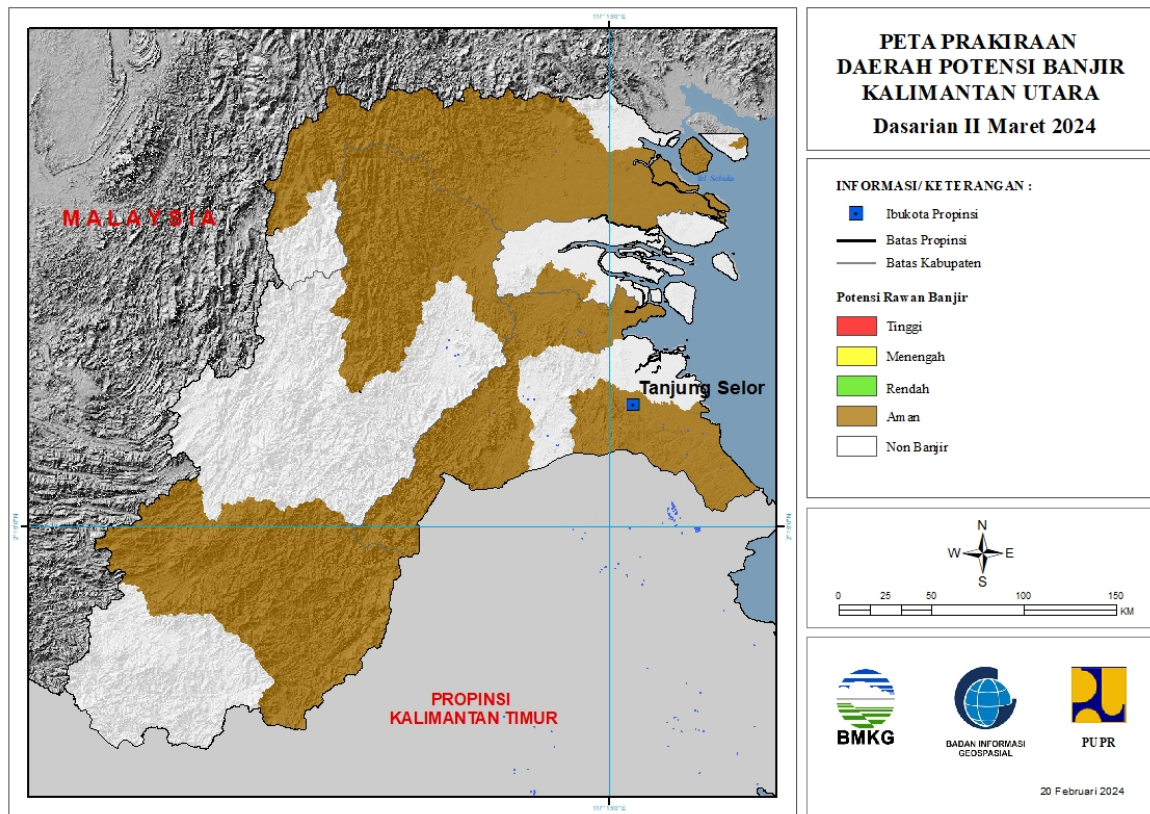 PETA PRAKIRAAN
DAERAH POTENSI BANJIR
KALIMANTAN UTARA
Dasarian II Maret 2024
INFORMASI/ KETERANGAN :
Ibukota Propinsi
Batas Propinsi
Batas Kabupaten
Potensi Rawan Banjir
Tinggi
Menengah
Rendah
Aman
Non Banjir
N
W
E
S
0 25 50 100 150
KM
BMKG
BADAN INFORMASI
GEOSPASIAL
PUPR
20 Februari 2024
MALAYSIA
Tanjung Selor
PROPINSI
KALIMANTAN TIMUR